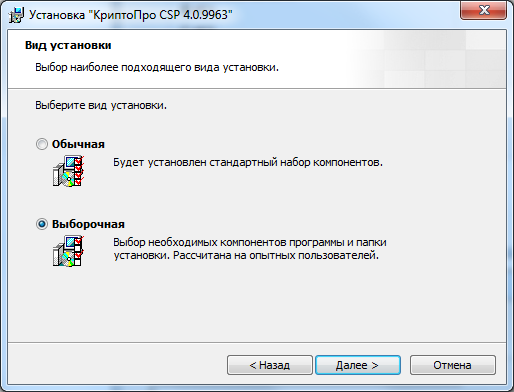 Установка "КриптоПро CSP 4.0.9963"
Вид установки
Выбор наиболее подходящего вида установки.
Выберите вид установки.
Обычная
Будет установлен стандартный набор компонентов.
Выборочная
Выбор необходимых компонентов программы и папки
установки. Рассчитана на опытных пользователей.
< Назад
Далее >
Отмена